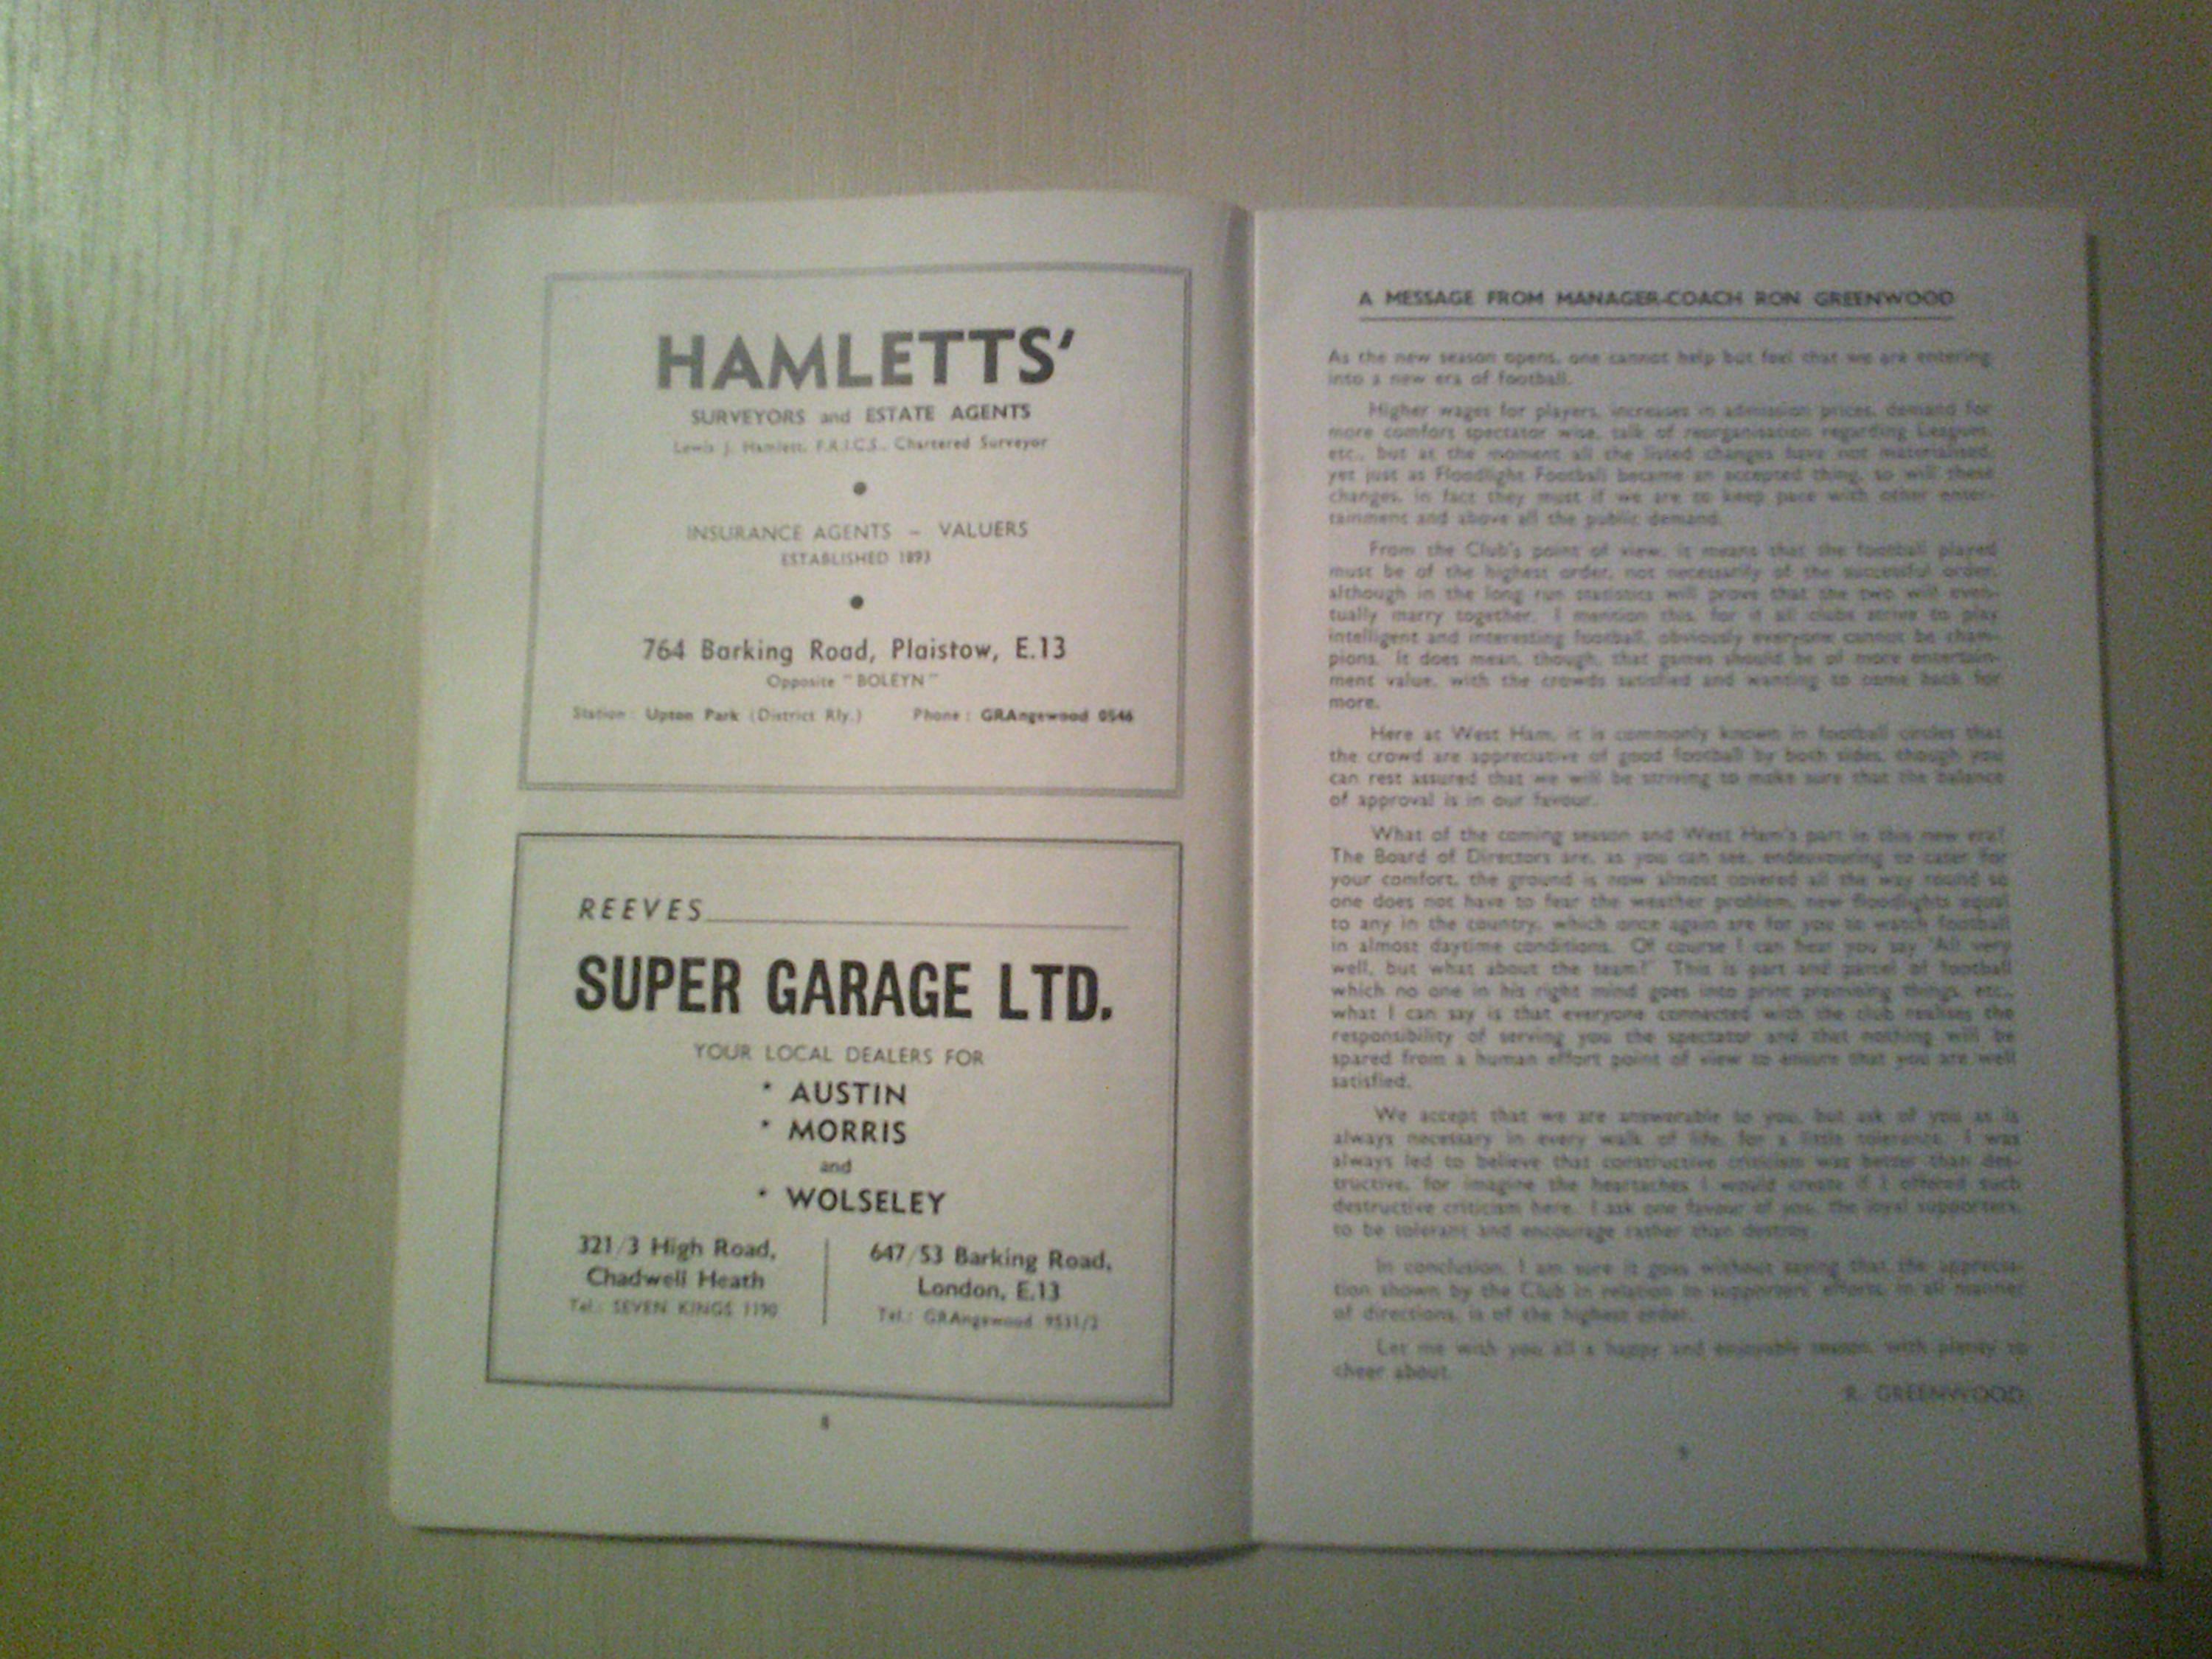 HAMLETTS'
SURVEYORS and ESTATE AGENTS
Lewis J. Hamlett, F.R.I.C.S., Chartered Surveyor
INSURANCE AGENTS – VALUERS
ESTABLISHED 1893
764 Barking Road, Plaistow, E.13
Opposite "BOLEYN"
Station : Upton Park (District Rly.) Phone : GRAngewood 0546
REEVES
SUPER GARAGE LTD.
YOUR LOCAL DEALERS FOR
* AUSTIN
* MORRIS
and
* WOLSELEY
321/3 High Road,
Chadwell Heath
Tel.: SEVEN KINGS 1190
647/53 Barking Road,
London, E.13
Tel.: GRAngewood 9531/2
8
A MESSAGE FROM MANAGER-COACH RON GREENWOOD
As the new season opens, one cannot help but feel that we are entering
into a new era of football.
Higher wages for players, increases in admission prices, demand for
more comfort spectator wise, talk of reorganisation regarding Leagues,
etc., but at the moment all the listed changes have not materialised,
yet just as Floodlight Football became an accepted thing, so will these
changes, in fact they must if we are to keep pace with other enter-
tainment and above all the public demand.
From the Club's point of view, it means that the football played
must be of the highest order, not necessarily of the successful order,
although in the long run statistics will prove that the two will even-
tually marry together. I mention this, for if all clubs strive to play
intelligent and interesting football, obviously everyone cannot be cham-
pions. It does mean, though, that games should be of more entertain-
ment value, with the crowds satisfied and wanting to come back for
more.
Here at West Ham, it is commonly known in football circles that
the crowd are appreciative of good football by both sides, though you
can rest assured that we will be striving to make sure that the balance
of approval is in our favour.
What of the coming season and West Ham's part in this new era?
The Board of Directors are, as you can see, endeavouring to cater for
your comfort, the ground is now almost covered all the way round so
one does not have to fear the weather problem, new floodlights equal
to any in the country, which once again are for you to watch football
in almost daytime conditions. Of course I can hear you say "All very
well, but what about the team?" This is part and parcel of football
which no one in his right mind goes into print promising things, etc.,
what I can say is that everyone connected with the club realises the
responsibility of serving you the spectator and that nothing will be
spared from a human effort point of view to ensure that you are well
satisfied.
We accept that we are answerable to you, but ask of you as is
always necessary in every walk of life, for a little tolerance. I was
always led to believe that constructive criticism was better than des-
tructive, for imagine the heartaches I would create if I offered such
destructive criticism here. I ask one favour of you, the loyal supporters,
to be tolerant and encourage rather than destroy.
In conclusion, I am sure it goes without saying that the apprecia-
tion shown by the Club in relation to supporters' efforts, in all manner
of directions, is of the highest order.
Let me wish you all a happy and enjoyable season, with plenty to
cheer about.
R. GREENWOOD